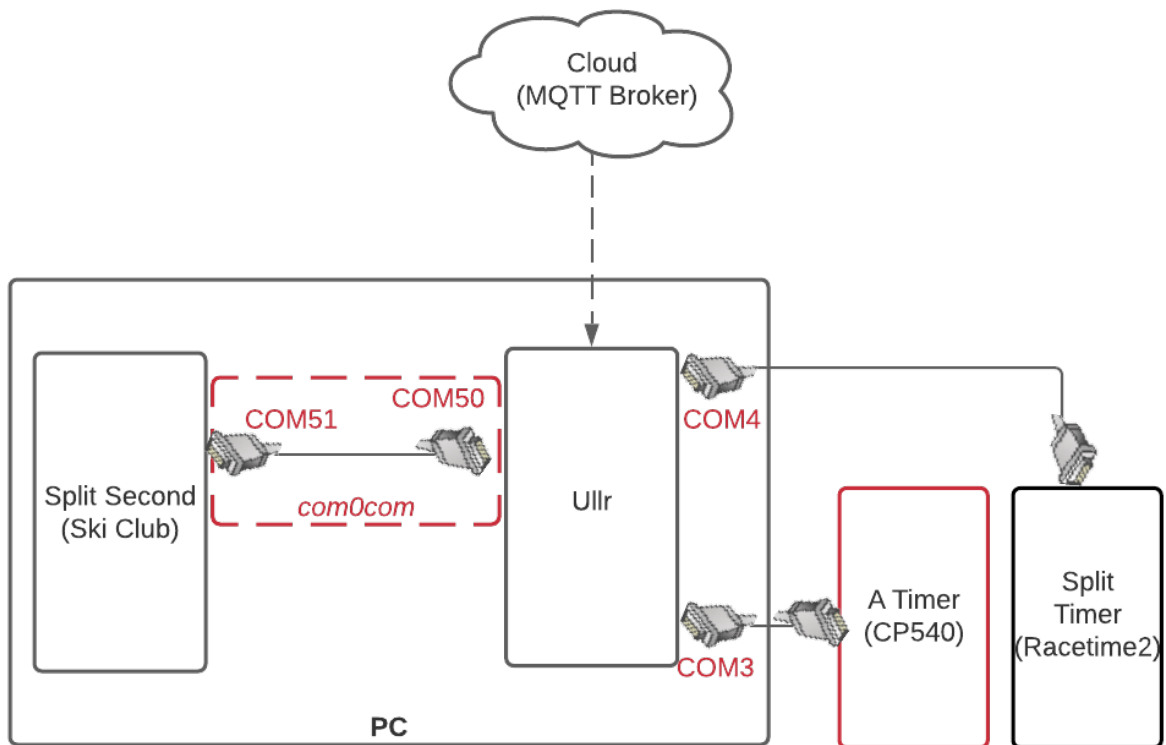 Cloud
(MQTT Broker)
COM50
COM51
COM4
Split Second
(Ski Club)
com0com
Ullr
A Timer
(CP540)
Split
Timer
(Racetime2)
COM3
PC